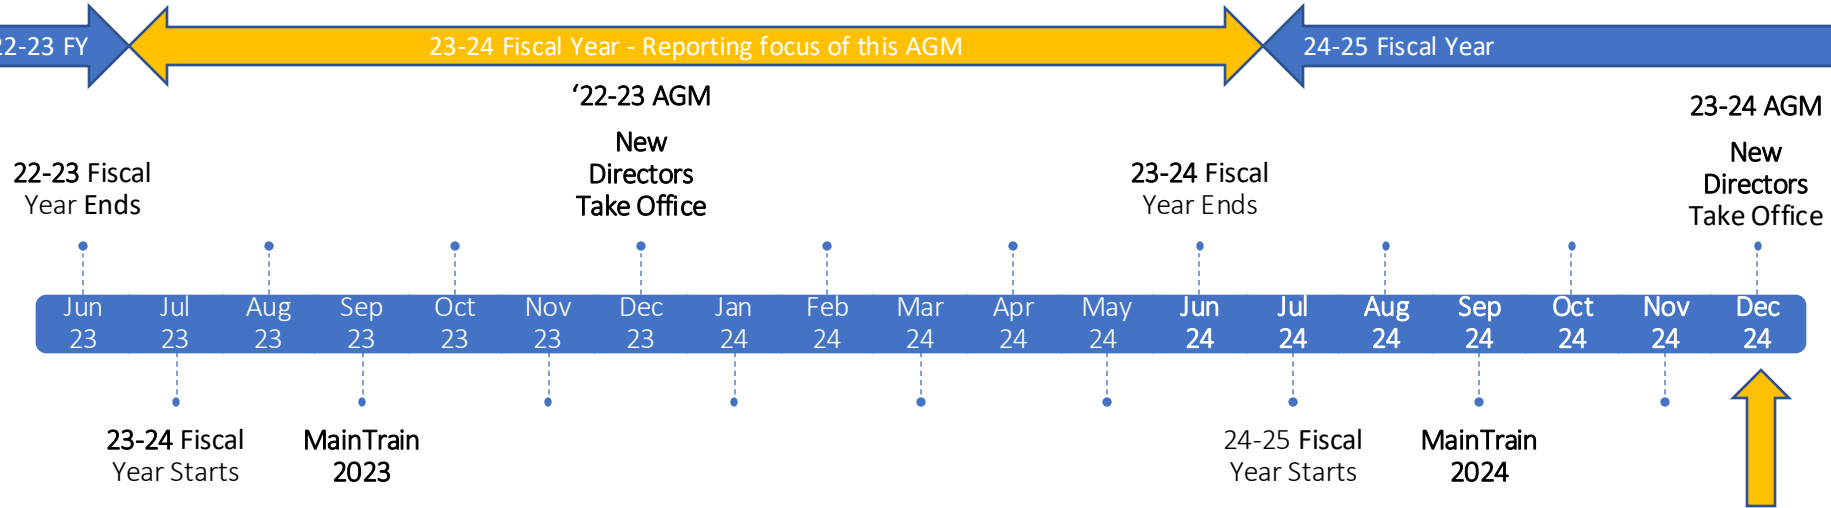 22-23 FY
23-24 Fiscal Year - Reporting focus of this AGM
24-25 Fiscal Year
‘22-23 AGM
New
Directors
Take Office
23-24 AGM
New
Directors
Take Office
22-23 Fiscal
Year Ends
23-24 Fiscal
Year Ends
Jun
23
Jul
23
Aug
23
Sep
23
Oct
23
Nov
23
Dec
23
Jan
24
Feb
24
Mar
24
Apr
24
May
24
Jun
24
Jul
24
Aug
24
Sep
24
Oct
24
Nov
24
Dec
24
23-24 Fiscal
Year Starts
MainTrain
2023
24-25 Fiscal
Year Starts
MainTrain
2024